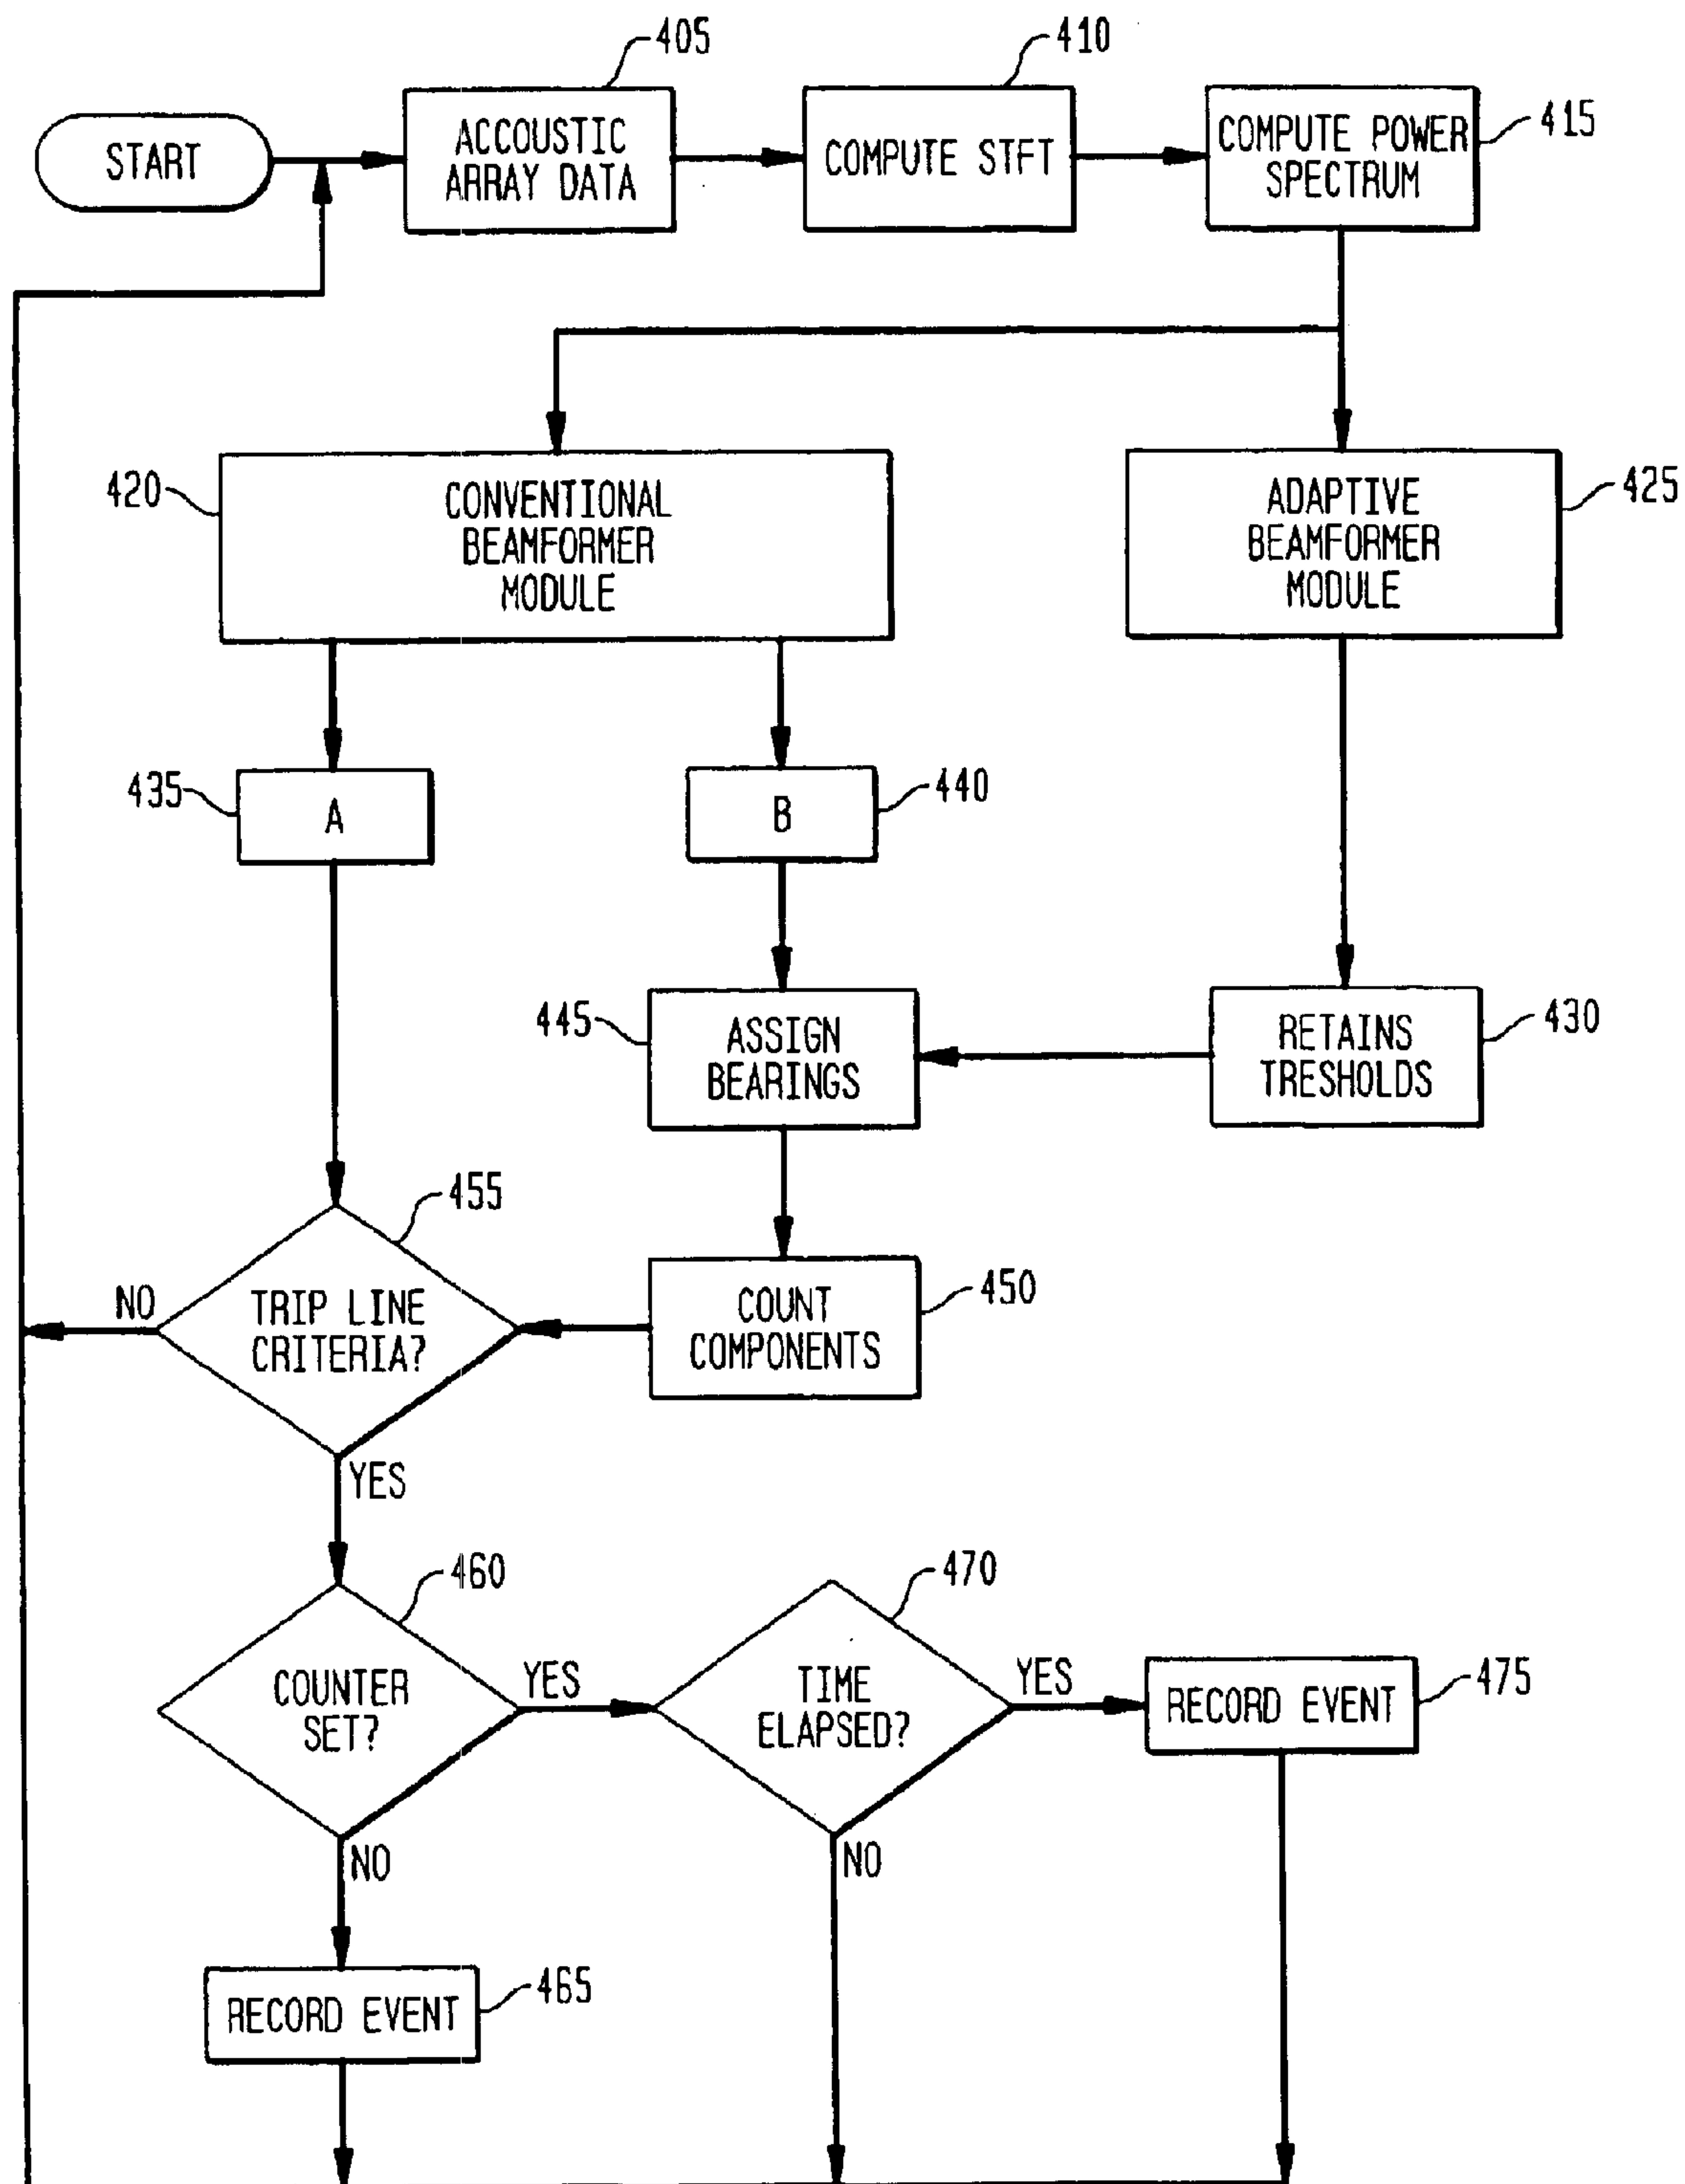 405
410
START
ACCOUSTIC
ARRAY DATA
COMPUTE STFT
COMPUTE POWER
SPECTRUM
415
420
CONVENTIONAL
BEAMFORMER
MODULE
ADAPTIVE
BEAMFORMER
MODULE
425
435
A
B
440
445
ASSIGN
BEARINGS
RETAINS
TRESHOLDS
430
455
NO
TRIP LINE
CRITERIA?
COUNT
COMPONENTS
450
YES
460
470
COUNTER
SET?
YES
TIME
ELAPSED?
YES
RECORD EVENT
475
NO
NO
RECORD EVENT
465